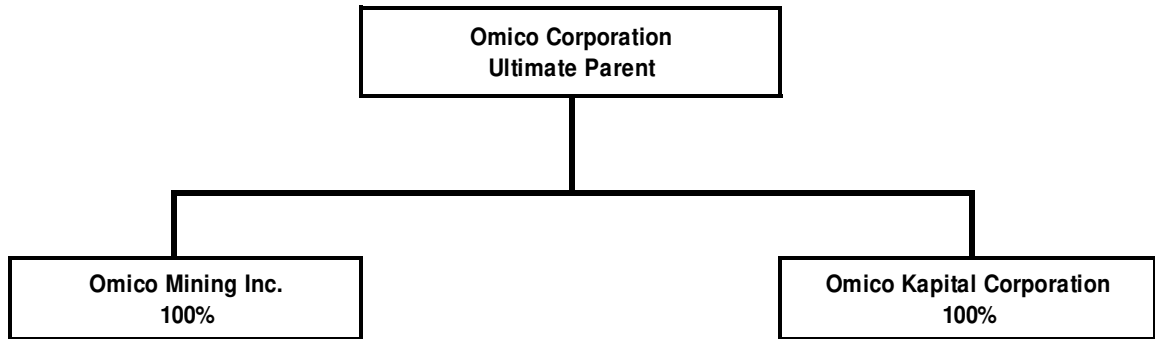 Omico Corporation
Ultimate Parent
Omico Mining Inc.
100%
Omico Kapital Corporation
100%